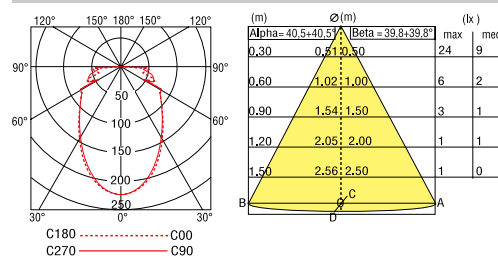 120° 150° 180° 150° 120°
90° 90°
50
60° 60°
100
150
200
250
30° 0° 30°
C180 C00
C270 C90
(m) ∅(m) (lx)
Alpha= 40,5+40,5° Beta = 39,8+39,8° max med
0,30 0,51 0,50 24 9
0,60 1,02 1,00 6 2
0,90 1,54 1,50 3 1
1,20 2,05 2,00 1 1
1,50 2,56 2,50 1 0
C
B A
D